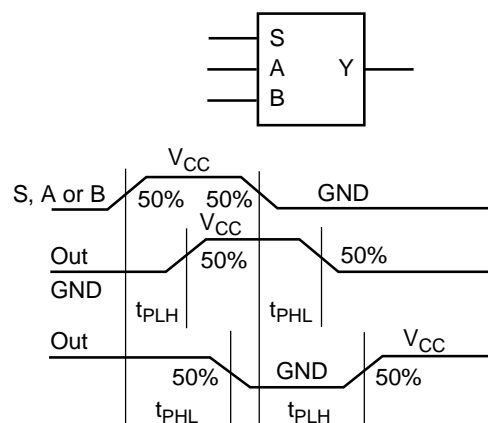 S
A Y
B
V_CC
S, A or B 50% 50% GND
V_CC
Out 50% 50%
GND
t_PLH t_PHL
Out V_CC
50% GND 50%
t_PHL t_PLH